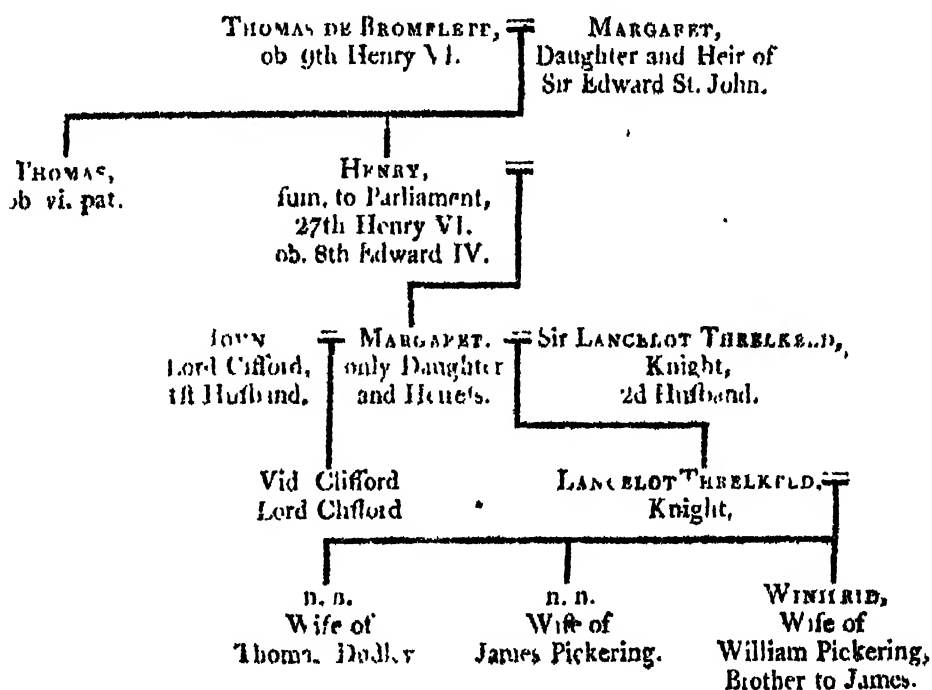 THOMAS DE BROMFLETE,
ob 9th Henry VI.
MARGARET,
Daughter and Heir of
Sir Edward St. John.
THOMAS,
ob vi. pat.
HENRY,
ſum. to Parliament,
27th Henry VI.
ob. 8th Edward IV.
JOHN
Lord Clifford,
1ſt Huſband.
MARGARET,
only Daughter
and Heireſs.
Sir LANCELOT THRELKELD,
Knight,
2d Huſband.
Vid Clifford
Lord Clifford
LANCELOT THRELKELD,
Knight,
n. n.
Wife of
Thomas Dudley
n. n.
Wife of
James Pickering.
WINIFRID,
Wife of
William Pickering,
Brother to James.